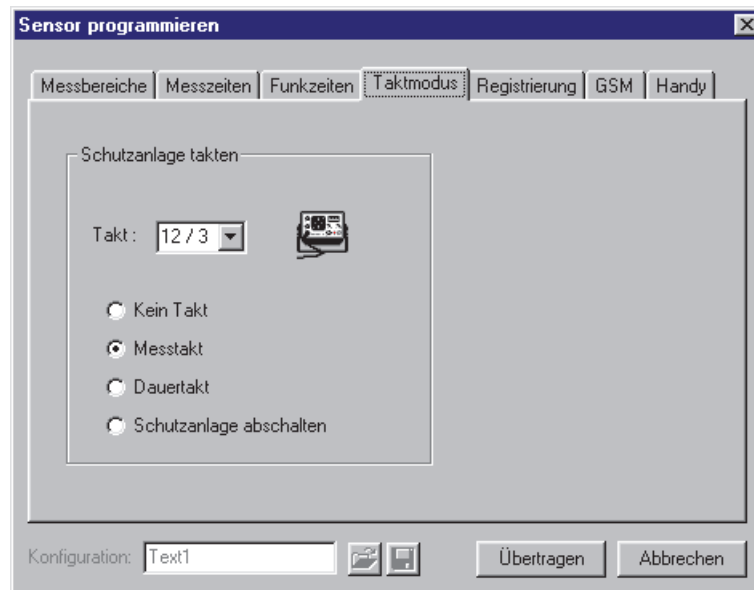 Sensor programmieren
Messbereiche Messzeiten Funkzeiten Taktmodus Registrierung GSM Handy
Schutzanlage takten
Takt : 12 / 3
Kein Takt
Messtakt
Dauertakt
Schutzanlage abschalten
Konfiguration: Text1 Übertragen Abbrechen